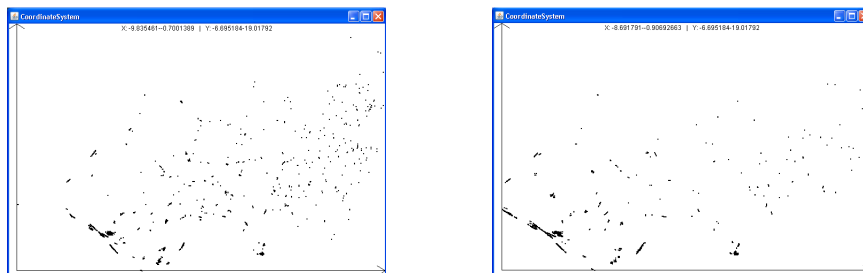 CoordinateSystem
X: -9.835461--0.7001389 | Y: -6.695184-19.01792
CoordinateSystem
X: -8.691791--0.90692663 | Y: -6.695184-19.01792